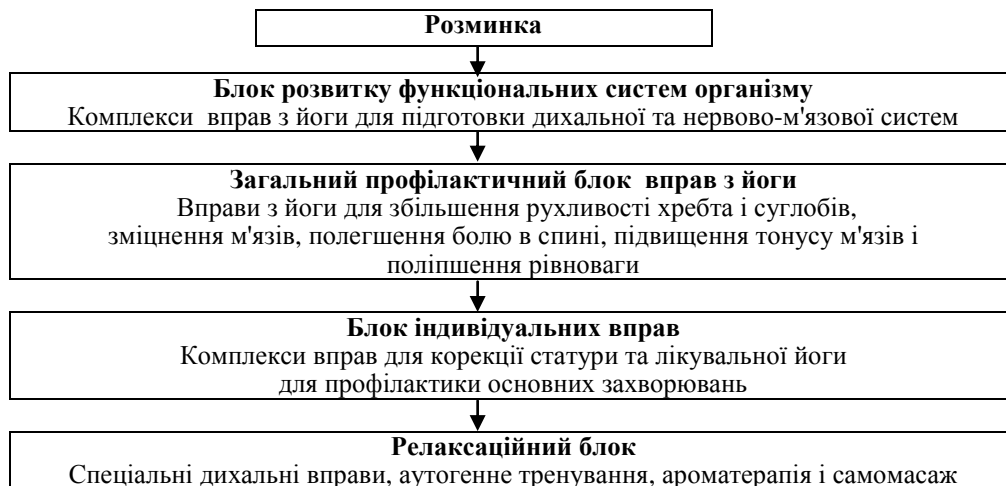 Розминка
Блок розвитку функціональних систем організму
Комплекси вправ з йоги для підготовки дихальної та нервово-м'язової систем
Загальний профілактичний блок вправ з йоги
Вправи з йоги для збільшення рухливості хребта і суглобів,
зміцнення м'язів, полегшення болю в спині, підвищення тонусу м'язів і
поліпшення рівноваги
Блок індивідуальних вправ
Комплекси вправ для корекції статури та лікувальної йоги
для профілактики основних захворювань
Релаксаційний блок
Спеціальні дихальні вправи, аутогенне тренування, ароматерапія і самомасаж